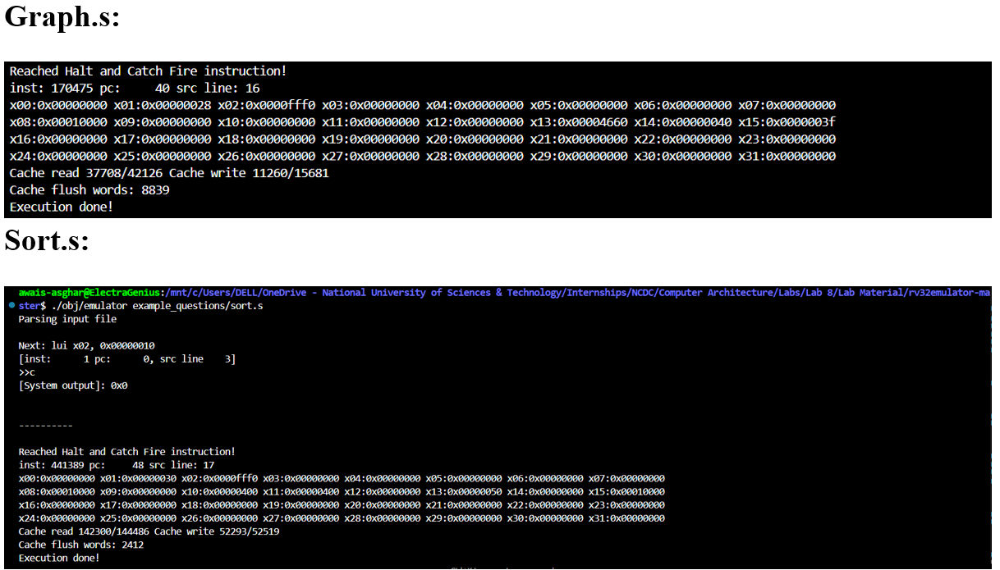 Graph.s:
Reached Halt and Catch Fire instruction!
inst: 170475 pc:     40 src line: 16
x00:0x00000000 x01:0x00000028 x02:0x0000fff0 x03:0x00000000 x04:0x00000000 x05:0x00000000 x06:0x00000000 x07:0x00000000
x08:0x00010000 x09:0x00000000 x10:0x00000000 x11:0x00000000 x12:0x00000000 x13:0x00004660 x14:0x00000040 x15:0x0000003f
x16:0x00000000 x17:0x00000000 x18:0x00000000 x19:0x00000000 x20:0x00000000 x21:0x00000000 x22:0x00000000 x23:0x00000000
x24:0x00000000 x25:0x00000000 x26:0x00000000 x27:0x00000000 x28:0x00000000 x29:0x00000000 x30:0x00000000 x31:0x00000000
Cache read 37708/42126 Cache write 11260/15681
Cache flush words: 8839
Execution done!
Sort.s:
awais-asghar@ElectraGenius:/mnt/c/Users/DELL/OneDrive - National University of Sciences & Technology/Internships/NCDC/Computer Architecture/Labs/Lab 8/Lab Material/rv32emulator-ma
ster$ ./obj/emulator example_questions/sort.s
Parsing input file
Next: lui x02, 0x00000010
[inst:      1 pc:      0, src line    3]
>>c
[System output]: 0x0
----------
Reached Halt and Catch Fire instruction!
inst: 441389 pc:     48 src line: 17
x00:0x00000000 x01:0x00000030 x02:0x0000fff0 x03:0x00000000 x04:0x00000000 x05:0x00000000 x06:0x00000000 x07:0x00000000
x08:0x00010000 x09:0x00000000 x10:0x00000400 x11:0x00000400 x12:0x00000000 x13:0x00000050 x14:0x00000000 x15:0x00010000
x16:0x00000000 x17:0x00000000 x18:0x00000000 x19:0x00000000 x20:0x00000000 x21:0x00000000 x22:0x00000000 x23:0x00000000
x24:0x00000000 x25:0x00000000 x26:0x00000000 x27:0x00000000 x28:0x00000000 x29:0x00000000 x30:0x00000000 x31:0x00000000
Cache read 142300/144486 Cache write 52293/52519
Cache flush words: 2412
Execution done!